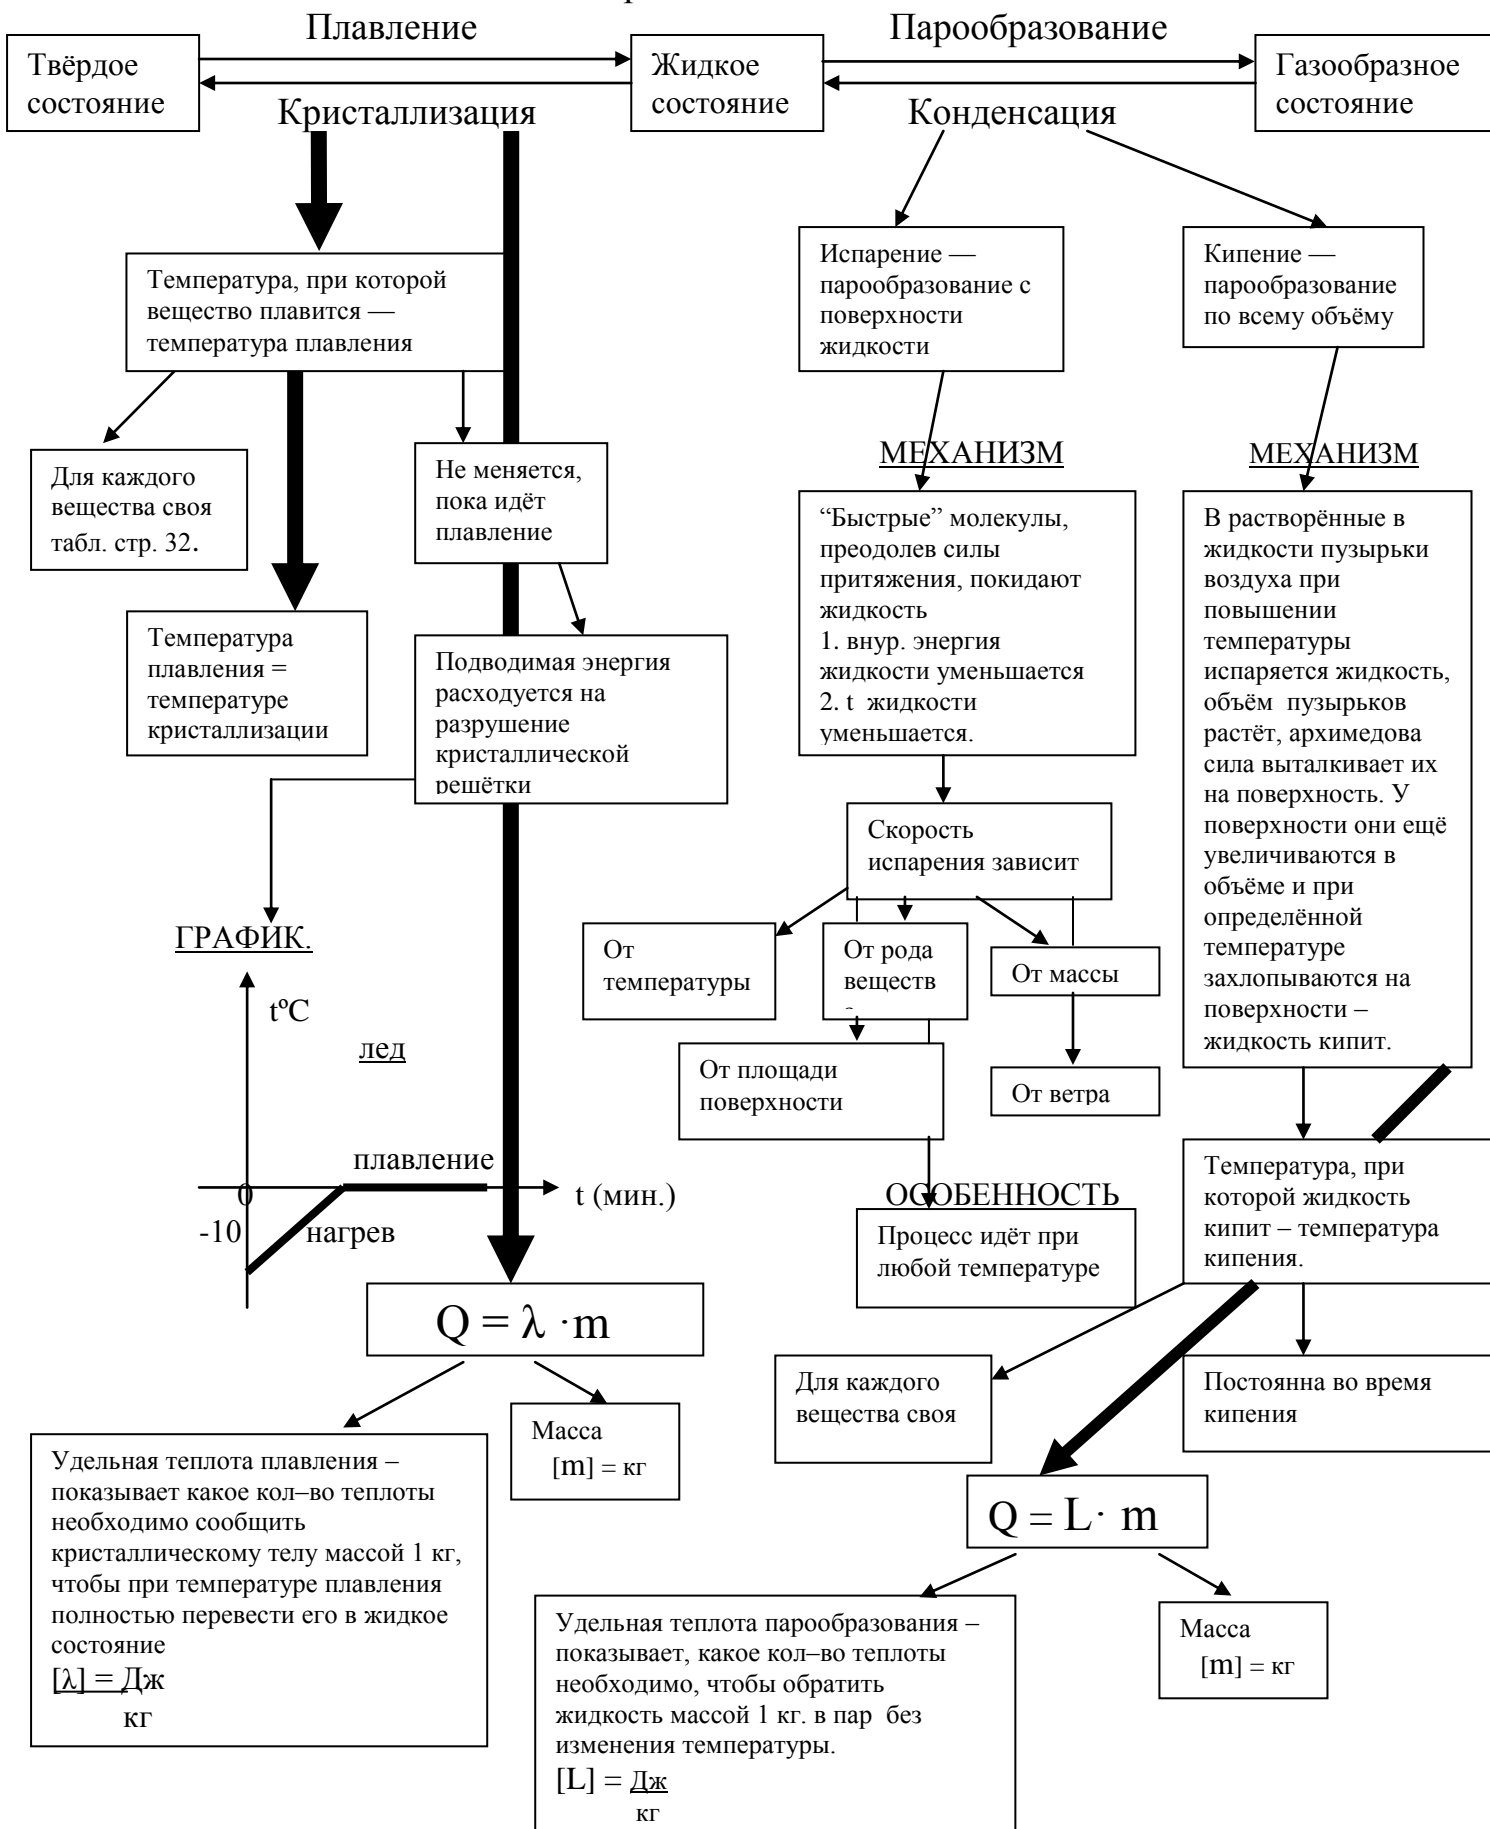 Плавление
Парообразование
Твёрдое
состояние
Жидкое
состояние
Газообразное
состояние
Кристаллизация
Конденсация
Температура, при которой
вещество плавится —
температура плавления
Испарение —
парообразование с
поверхности
жидкости
Кипение —
парообразование
по всему объёму
Для каждого
вещества своя
табл. стр. 32.
Не меняется,
пока идёт
плавление
МЕХАНИЗМ
МЕХАНИЗМ
“Быстрые” молекулы,
преодолев силы
притяжения, покидают
жидкость
1. внур. энергия
жидкости уменьшается
2. t жидкости
уменьшается.
В растворённые в
жидкости пузырьки
воздуха при
повышении
температуры
испаряется жидкость,
объём пузырьков
растёт, архимедова
сила выталкивает их
на поверхность. У
поверхности они ещё
увеличиваются в
объёме и при
определённой
температуре
захлопываются на
поверхности –
жидкость кипит.
Температура
плавления =
температуре
кристаллизации
Подводимая энергия
расходуется на
разрушение
кристаллической
решётки
Скорость
испарения зависит
От
температуры
От рода
веществ
От массы
От площади
поверхности
От ветра
ГРАФИК.
tºC
лед
плавление
0
t (мин.)
-10
нагрев
ОСОБЕННОСТЬ
Процесс идёт при
любой температуре
Температура, при
которой жидкость
кипит – температура
кипения.
Q = λ ·m
Для каждого
вещества своя
Постоянна во время
кипения
Масса
[m] = кг
Удельная теплота плавления –
показывает какое кол–во теплоты
необходимо сообщить
кристаллическому телу массой 1 кг,
чтобы при температуре плавления
полностью перевести его в жидкое
состояние
[λ] = Дж
кг
Q = L· m
Удельная теплота парообразования –
показывает, какое кол–во теплоты
необходимо, чтобы обратить
жидкость массой 1 кг. в пар без
изменения температуры.
[L] = Дж
кг
Масса
[m] = кг